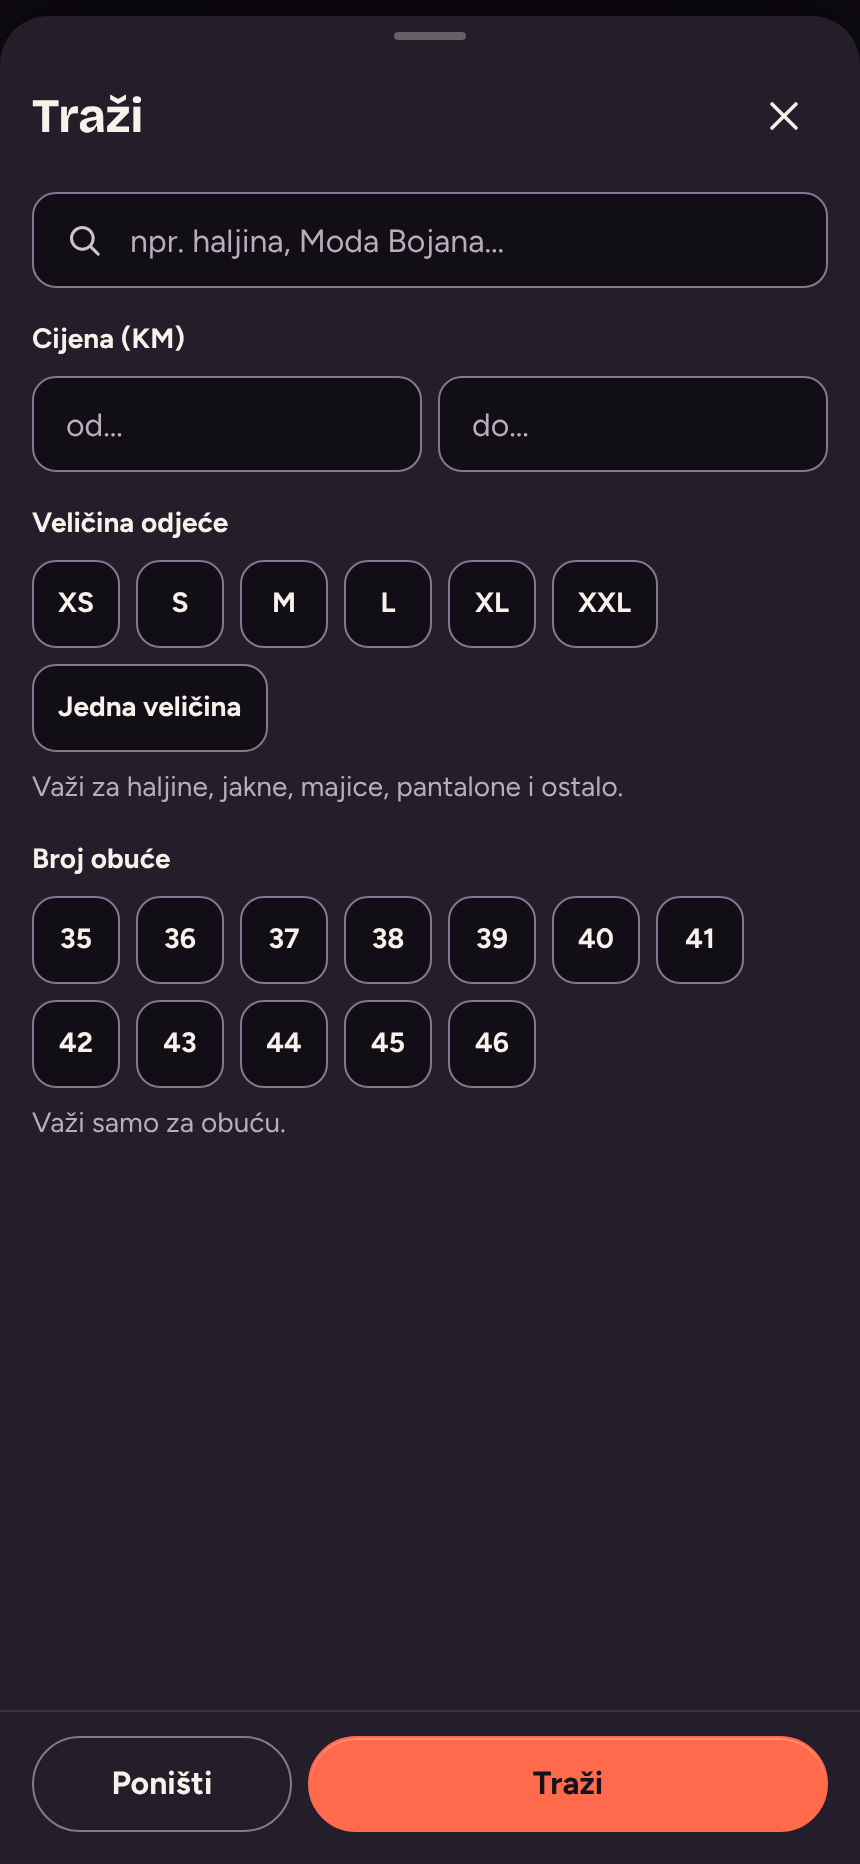 Traži
npr. haljina, Moda Bojana...
Cijena (KM)
od... do...
Veličina odjeće
XS S M L XL XXL
Jedna veličina
Važi za haljine, jakne, majice, pantalone i ostalo.
Broj obuće
35 36 37 38 39 40 41
42 43 44 45 46
Važi samo za obuću.
Poništi Traži